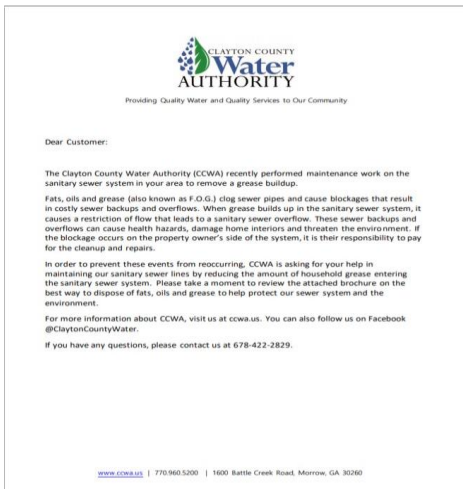 CLAYTON COUNTY
Water
AUTHORITY
Providing Quality Water and Quality Services to Our Community
Dear Customer:
The Clayton County Water Authority (CCWA) recently performed maintenance work on the
sanitary sewer system in your area to remove a grease buildup.
Fats, oils and grease (also known as F.O.G.) clog sewer pipes and cause blockages that result
in costly sewer backups and overflows. When grease builds up in the sanitary sewer system, it
causes a restriction of flow that leads to a sanitary sewer overflow. These sewer backups and
overflows can cause health hazards, damage home interiors and threaten the environment. If
the blockage occurs on the property owner's side of the system, it is their responsibility to pay
for the cleanup and repairs.
In order to prevent these events from reoccurring, CCWA is asking for your help in
maintaining our sanitary sewer lines by reducing the amount of household grease entering
the sanitary sewer system. Please take a moment to review the attached brochure on the
best way to dispose of fats, oils and grease to help protect our sewer system and the
environment.
For more information about CCWA, visit us at ccwa.us. You can also follow us on Facebook
@ClaytonCountyWater.
If you have any questions, please contact us at 678-422-2829.
www.ccwa.us | 770.960.5200 | 1600 Battle Creek Road, Morrow, GA 30260